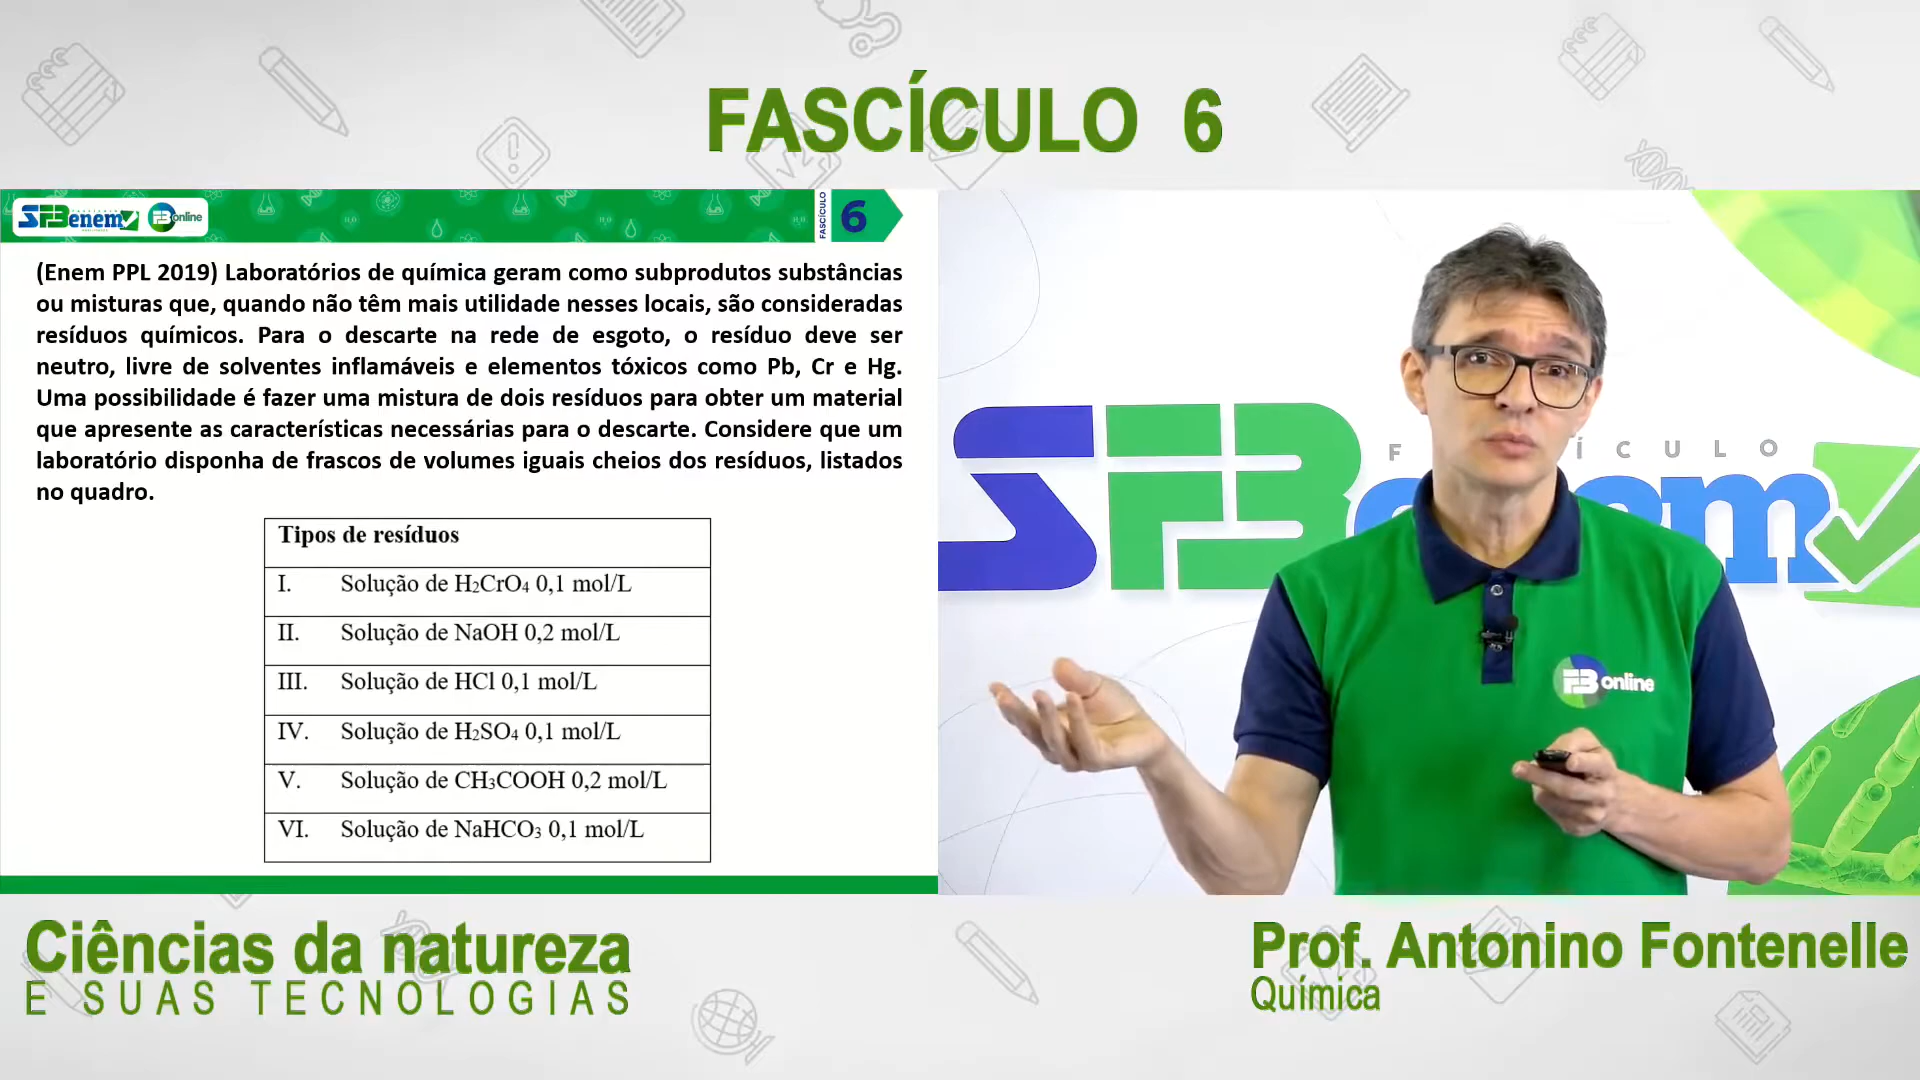 FASCÍCULO 6
SFBenem
FB online
FASCÍCULO
6
(Enem PPL 2019) Laboratórios de química geram como subprodutos substâncias
ou misturas que, quando não têm mais utilidade nesses locais, são consideradas
resíduos químicos. Para o descarte na rede de esgoto, o resíduo deve ser
neutro, livre de solventes inflamáveis e elementos tóxicos como Pb, Cr e Hg.
Uma possibilidade é fazer uma mistura de dois resíduos para obter um material
que apresente as características necessárias para o descarte. Considere que um
laboratório disponha de frascos de volumes iguais cheios dos resíduos, listados
no quadro.
Tipos de resíduos
I. Solução de H₂CrO₄ 0,1 mol/L
II. Solução de NaOH 0,2 mol/L
III. Solução de HCl 0,1 mol/L
IV. Solução de H₂SO₄ 0,1 mol/L
V. Solução de CH₃COOH 0,2 mol/L
VI. Solução de NaHCO₃ 0,1 mol/L
F Í C U L O
SFB enem
FB online
Ciências da natureza
E SUAS TECNOLOGIAS
Prof. Antonino Fontenelle
Química